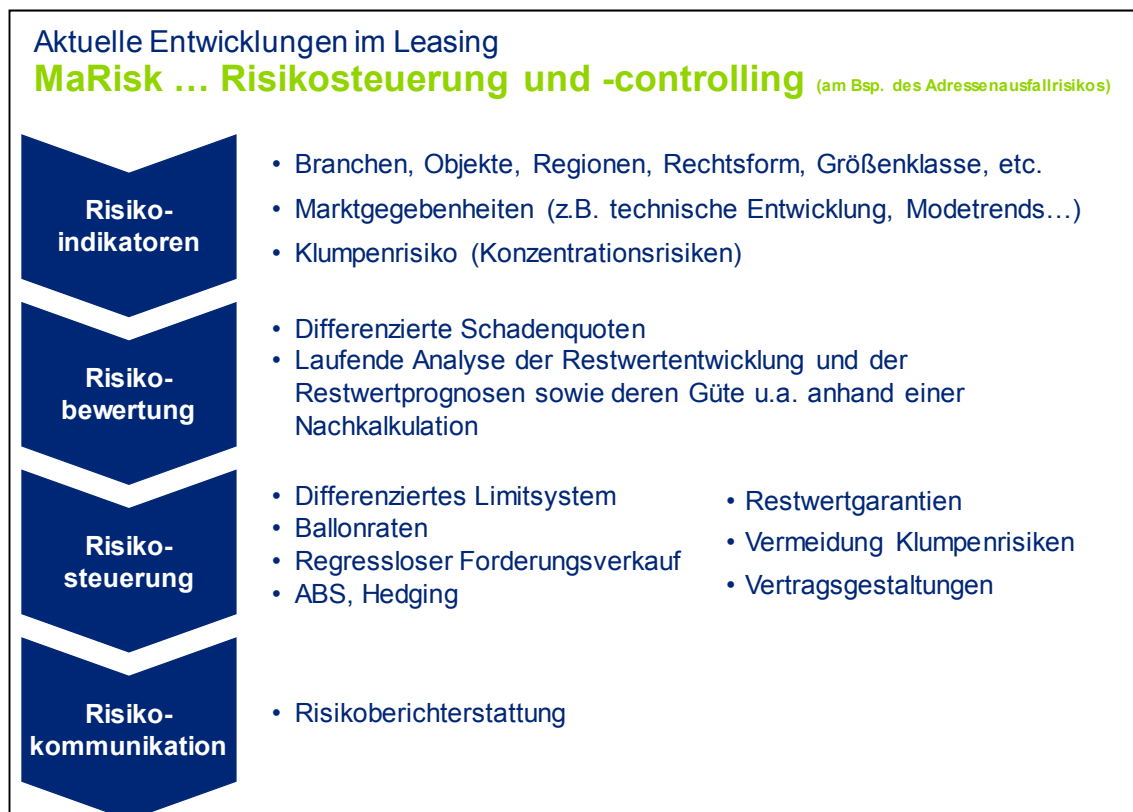 Aktuelle Entwicklungen im Leasing
MaRisk … Risikosteuerung und -controlling (am Bsp. des Adressenausfallrisikos)
Risiko-
indikatoren
• Branchen, Objekte, Regionen, Rechtsform, Größenklasse, etc.
• Marktgegebenheiten (z.B. technische Entwicklung, Modetrends…)
• Klumpenrisiko (Konzentrationsrisiken)
Risiko-
bewertung
• Differenzierte Schadenquoten
• Laufende Analyse der Restwertentwicklung und der
Restwertprognosen sowie deren Güte u.a. anhand einer
Nachkalkulation
Risiko-
steuerung
• Differenziertes Limitsystem
• Ballonraten
• Regressloser Forderungsverkauf
• ABS, Hedging
• Restwertgarantien
• Vermeidung Klumpenrisiken
• Vertragsgestaltungen
Risiko-
kommunikation
• Risikoberichterstattung